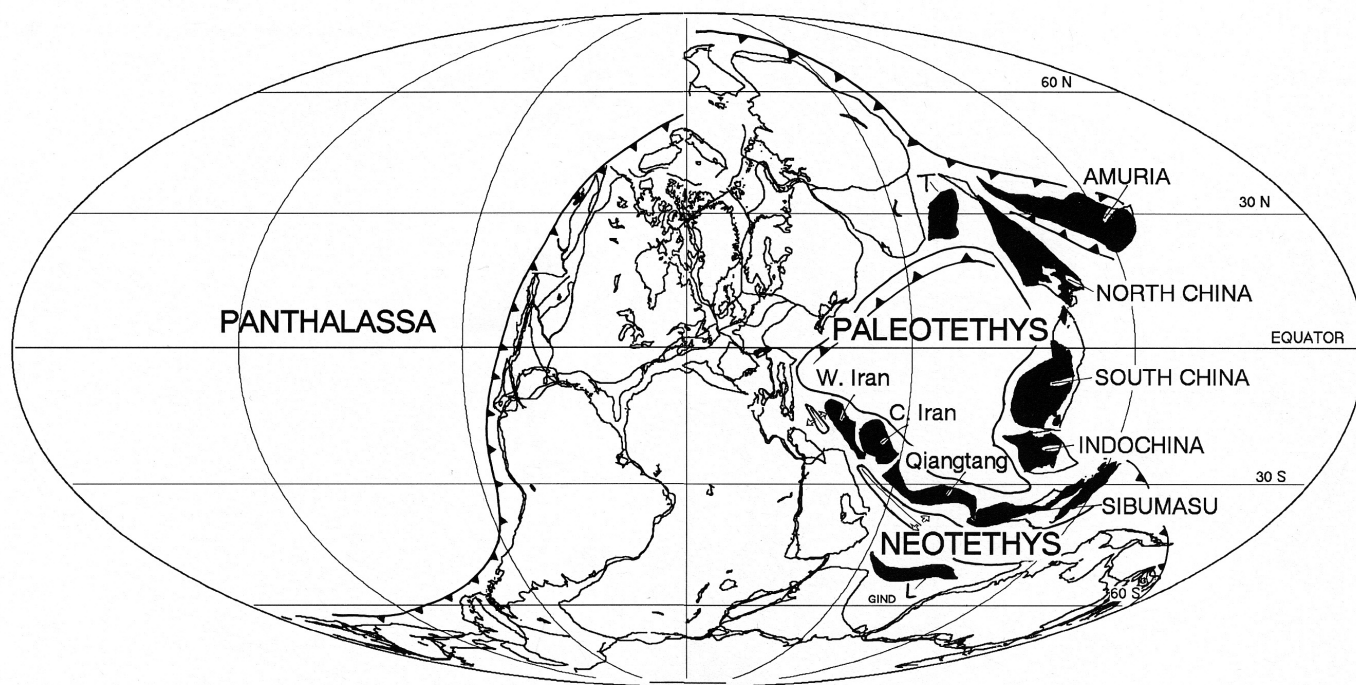 60 N
AMURIA
T
30 N
NORTH CHINA
PANTHALASSA
PALEOTETHYS
EQUATOR
W. Iran
SOUTH CHINA
C. Iran
INDOCHINA
Qiangtang
30 S
SIBUMASU
NEOTETHYS
L
GIND
60 S